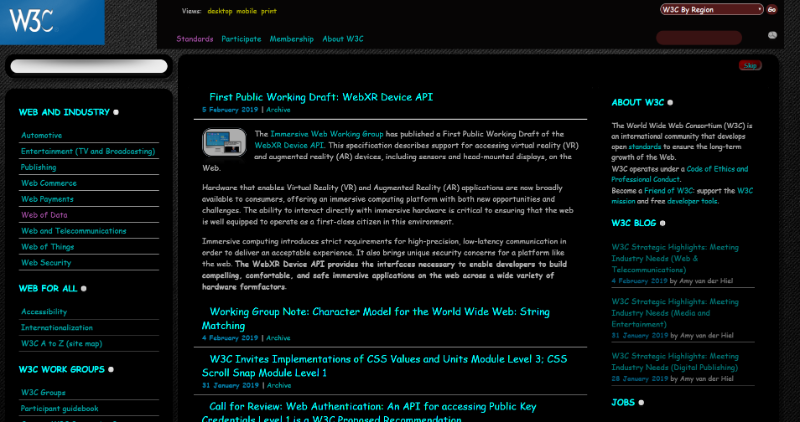 W3C
Views: desktop mobile print
W3C By Region
Go
Standards Participate Membership About W3C
Skip
WEB AND INDUSTRY
Automotive
Entertainment (TV and Broadcasting)
Publishing
Web Commerce
Web Payments
Web of Data
Web and Telecommunications
Web of Things
Web Security
WEB FOR ALL
Accessibility
Internationalization
W3C A to Z (site map)
W3C WORK GROUPS
W3C Groups
Participant guidebook
First Public Working Draft: WebXR Device API
5 February 2019 | Archive
The Immersive Web Working Group has published a First Public Working Draft of the
WebXR Device API. This specification describes support for accessing virtual reality (VR)
and augmented reality (AR) devices, including sensors and head-mounted displays, on the
Web.
Hardware that enables Virtual Reality (VR) and Augmented Reality (AR) applications are now broadly
available to consumers, offering an immersive computing platform with both new opportunities and
challenges. The ability to interact directly with immersive hardware is critical to ensuring that the web
is well equipped to operate as a first-class citizen in this environment.
Immersive computing introduces strict requirements for high-precision, low-latency communication in
order to deliver an acceptable experience. It also brings unique security concerns for a platform like
the web. The WebXR Device API provides the interfaces necessary to enable developers to build
compelling, comfortable, and safe immersive applications on the web across a wide variety of
hardware formfactors.
Working Group Note: Character Model for the World Wide Web: String
Matching
4 February 2019 | Archive
W3C Invites Implementations of CSS Values and Units Module Level 3; CSS
Scroll Snap Module Level 1
31 January 2019 | Archive
Call for Review: Web Authentication: An API for accessing Public Key
Credentials Level 1 is a W3C Proposed Recommendation
ABOUT W3C
The World Wide Web Consortium (W3C) is
an international community that develops
open standards to ensure the long-term
growth of the Web.
W3C operates under a Code of Ethics and
Professional Conduct.
Become a Friend of W3C: support the W3C
mission and free developer tools.
W3C BLOG
W3C Strategic Highlights: Meeting
Industry Needs (Web &
Telecommunications)
4 February 2019 by Amy van der Hiel
W3C Strategic Highlights: Meeting
Industry Needs (Media and
Entertainment)
31 January 2019 by Amy van der Hiel
W3C Strategic Highlights: Meeting
Industry Needs (Digital Publishing)
28 January 2019 by Amy van der Hiel
JOBS